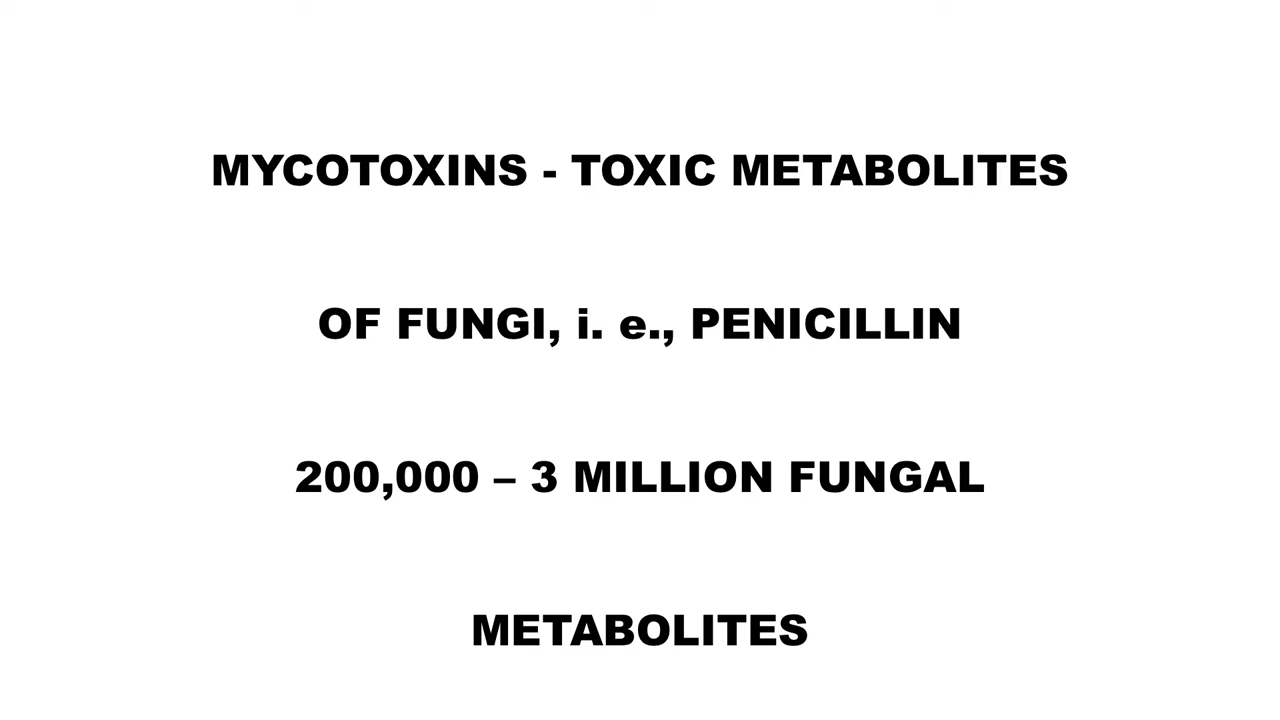 MYCOTOXINS - TOXIC METABOLITES
OF FUNGI, i. e., PENICILLIN
200,000 – 3 MILLION FUNGAL
METABOLITES